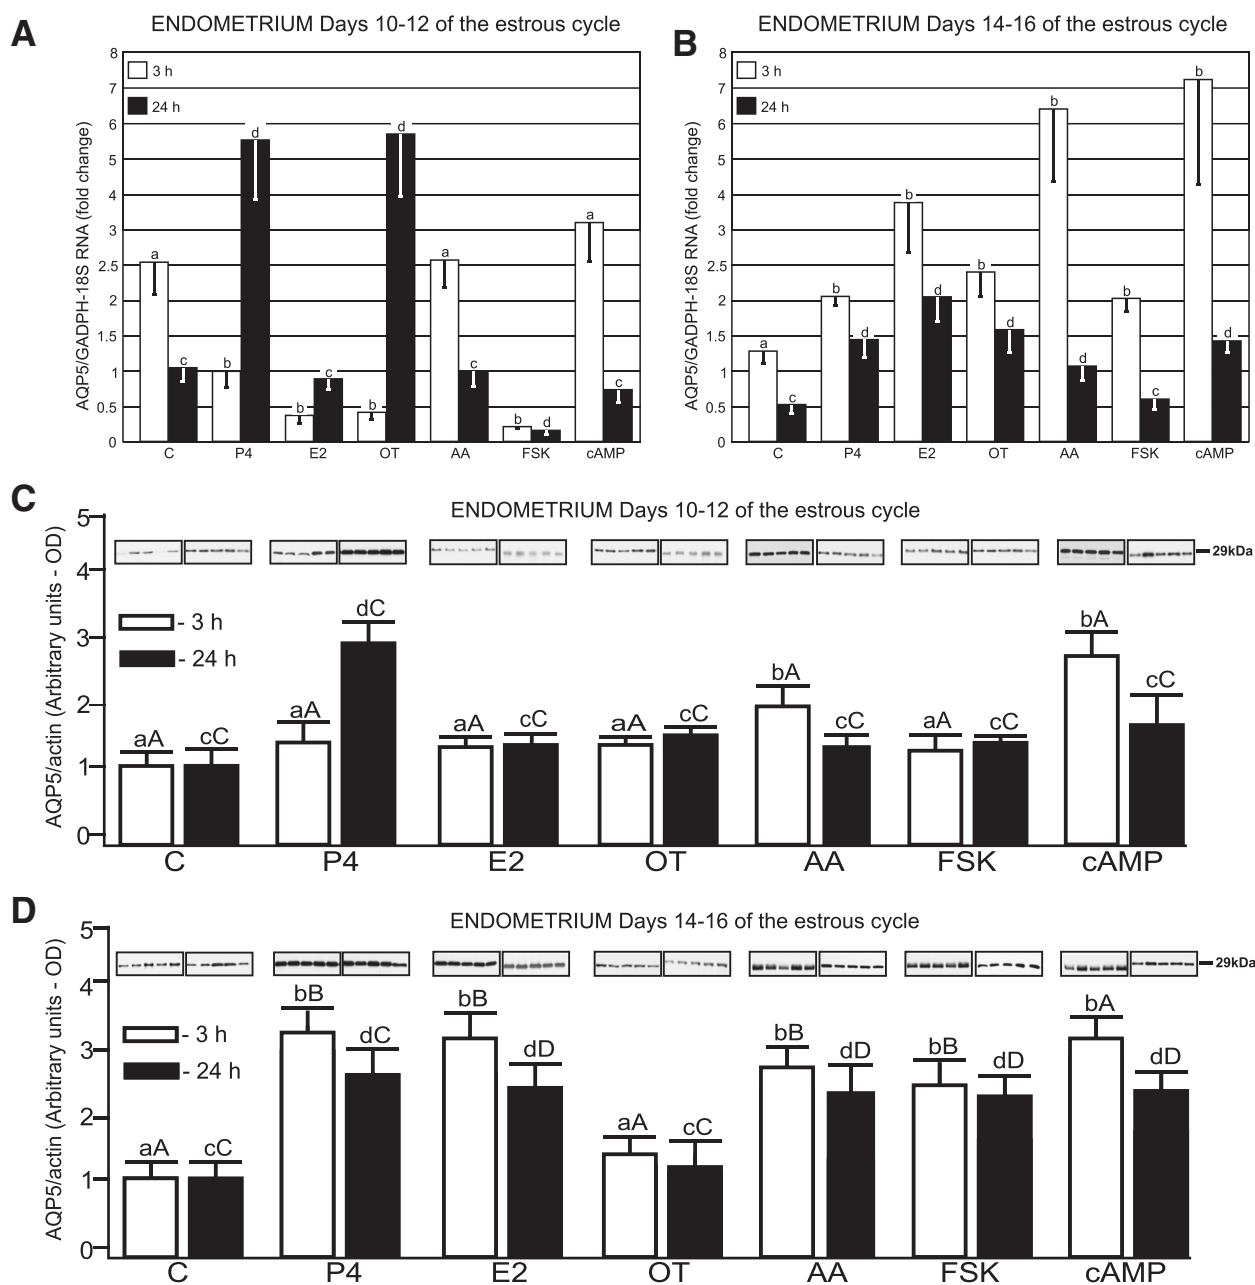 A
ENDOMETRIUM Days 10-12 of the estrous cycle
AQP5/GADPH-18S RNA (fold change)
8
7
6
5
4
3
2.5
2
1.5
1
0.5
0
3 h
24 h
a c b d b c b d a c b d a c
C P4 E2 OT AA FSK cAMP
B
ENDOMETRIUM Days 14-16 of the estrous cycle
AQP5/GADPH-18S RNA (fold change)
8
7
6
5
4
3
2.5
2
1.5
1
0.5
0
3 h
24 h
a c b d b d b d b d b c b d
C P4 E2 OT AA FSK cAMP
C
ENDOMETRIUM Days 10-12 of the estrous cycle
AQP5/actin (Arbitrary units - OD)
5
4
3
2
1
0
29kDa
- 3 h
- 24 h
aA cC aA dC aA cC aA cC bA cC aA cC bA cC
C P4 E2 OT AA FSK cAMP
D
ENDOMETRIUM Days 14-16 of the estrous cycle
AQP5/actin (Arbitrary units - OD)
5
4
3
2
1
0
29kDa
- 3 h
- 24 h
aA cC bB dC bB dD aA cC bB dD bB dD bA dD
C P4 E2 OT AA FSK cAMP